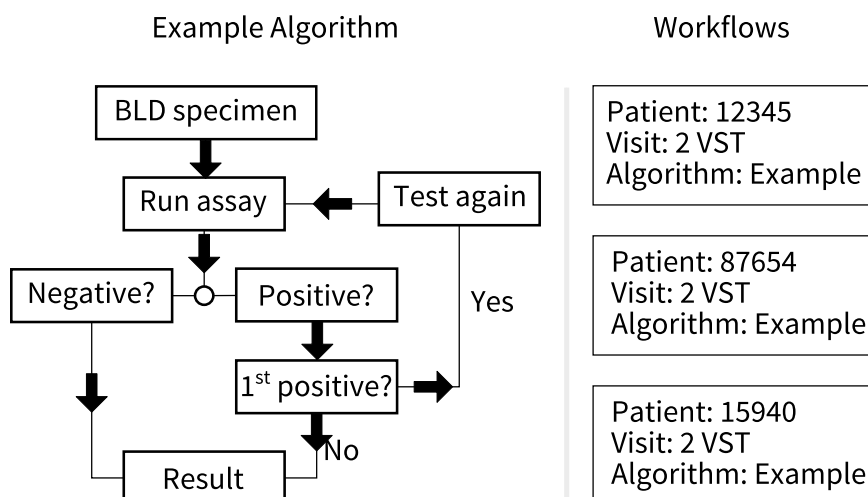 Example Algorithm
BLD specimen
Run assay
Test again
Negative?
Positive?
Yes
1st positive?
No
Result
Workflows
Patient: 12345
Visit: 2 VST
Algorithm: Example
Patient: 87654
Visit: 2 VST
Algorithm: Example
Patient: 15940
Visit: 2 VST
Algorithm: Example